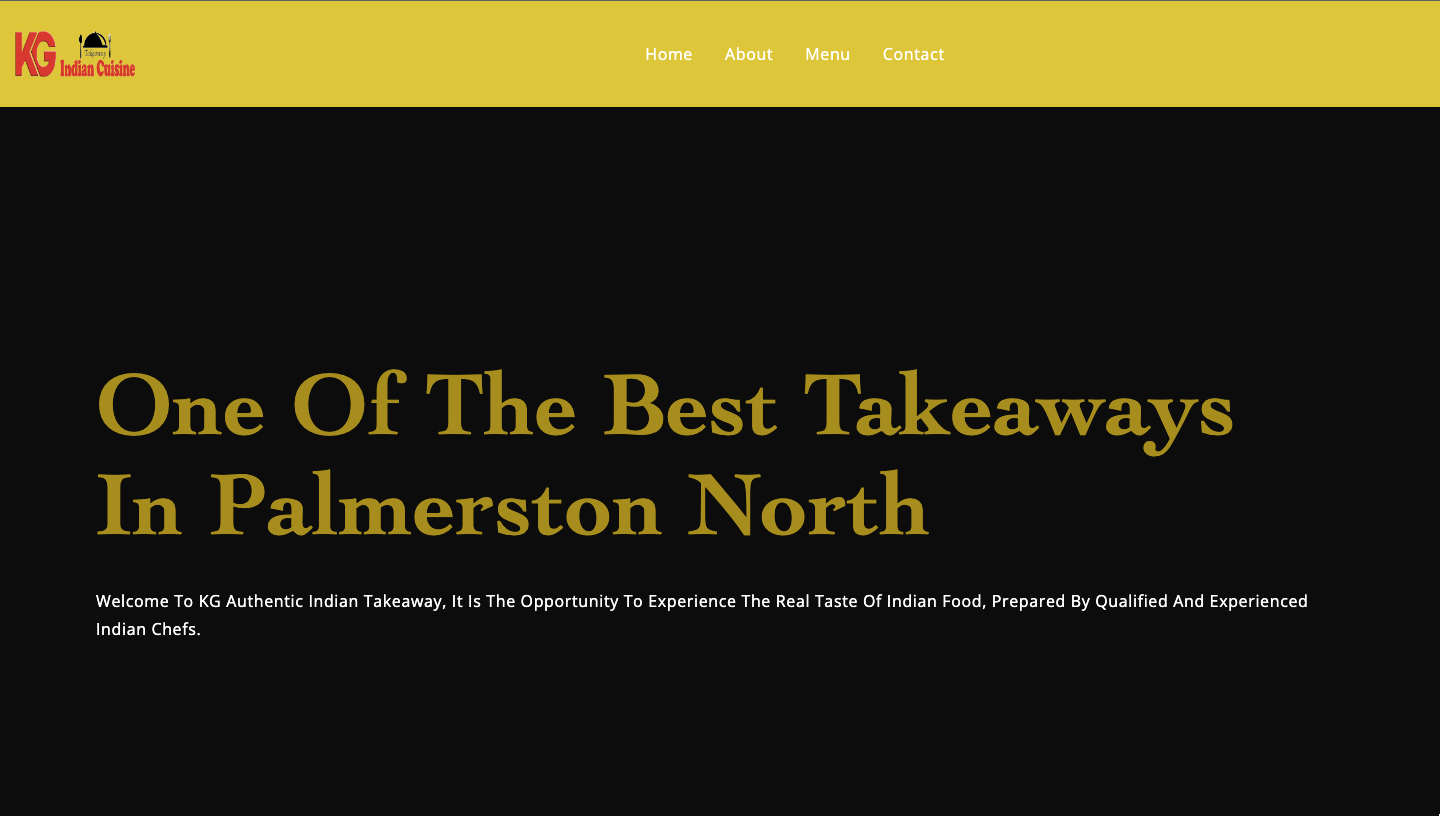 KG
Takeaway
Indian Cuisine
Home About Menu Contact
One Of The Best Takeaways
In Palmerston North
Welcome To KG Authentic Indian Takeaway, It Is The Opportunity To Experience The Real Taste Of Indian Food, Prepared By Qualified And Experienced
Indian Chefs.